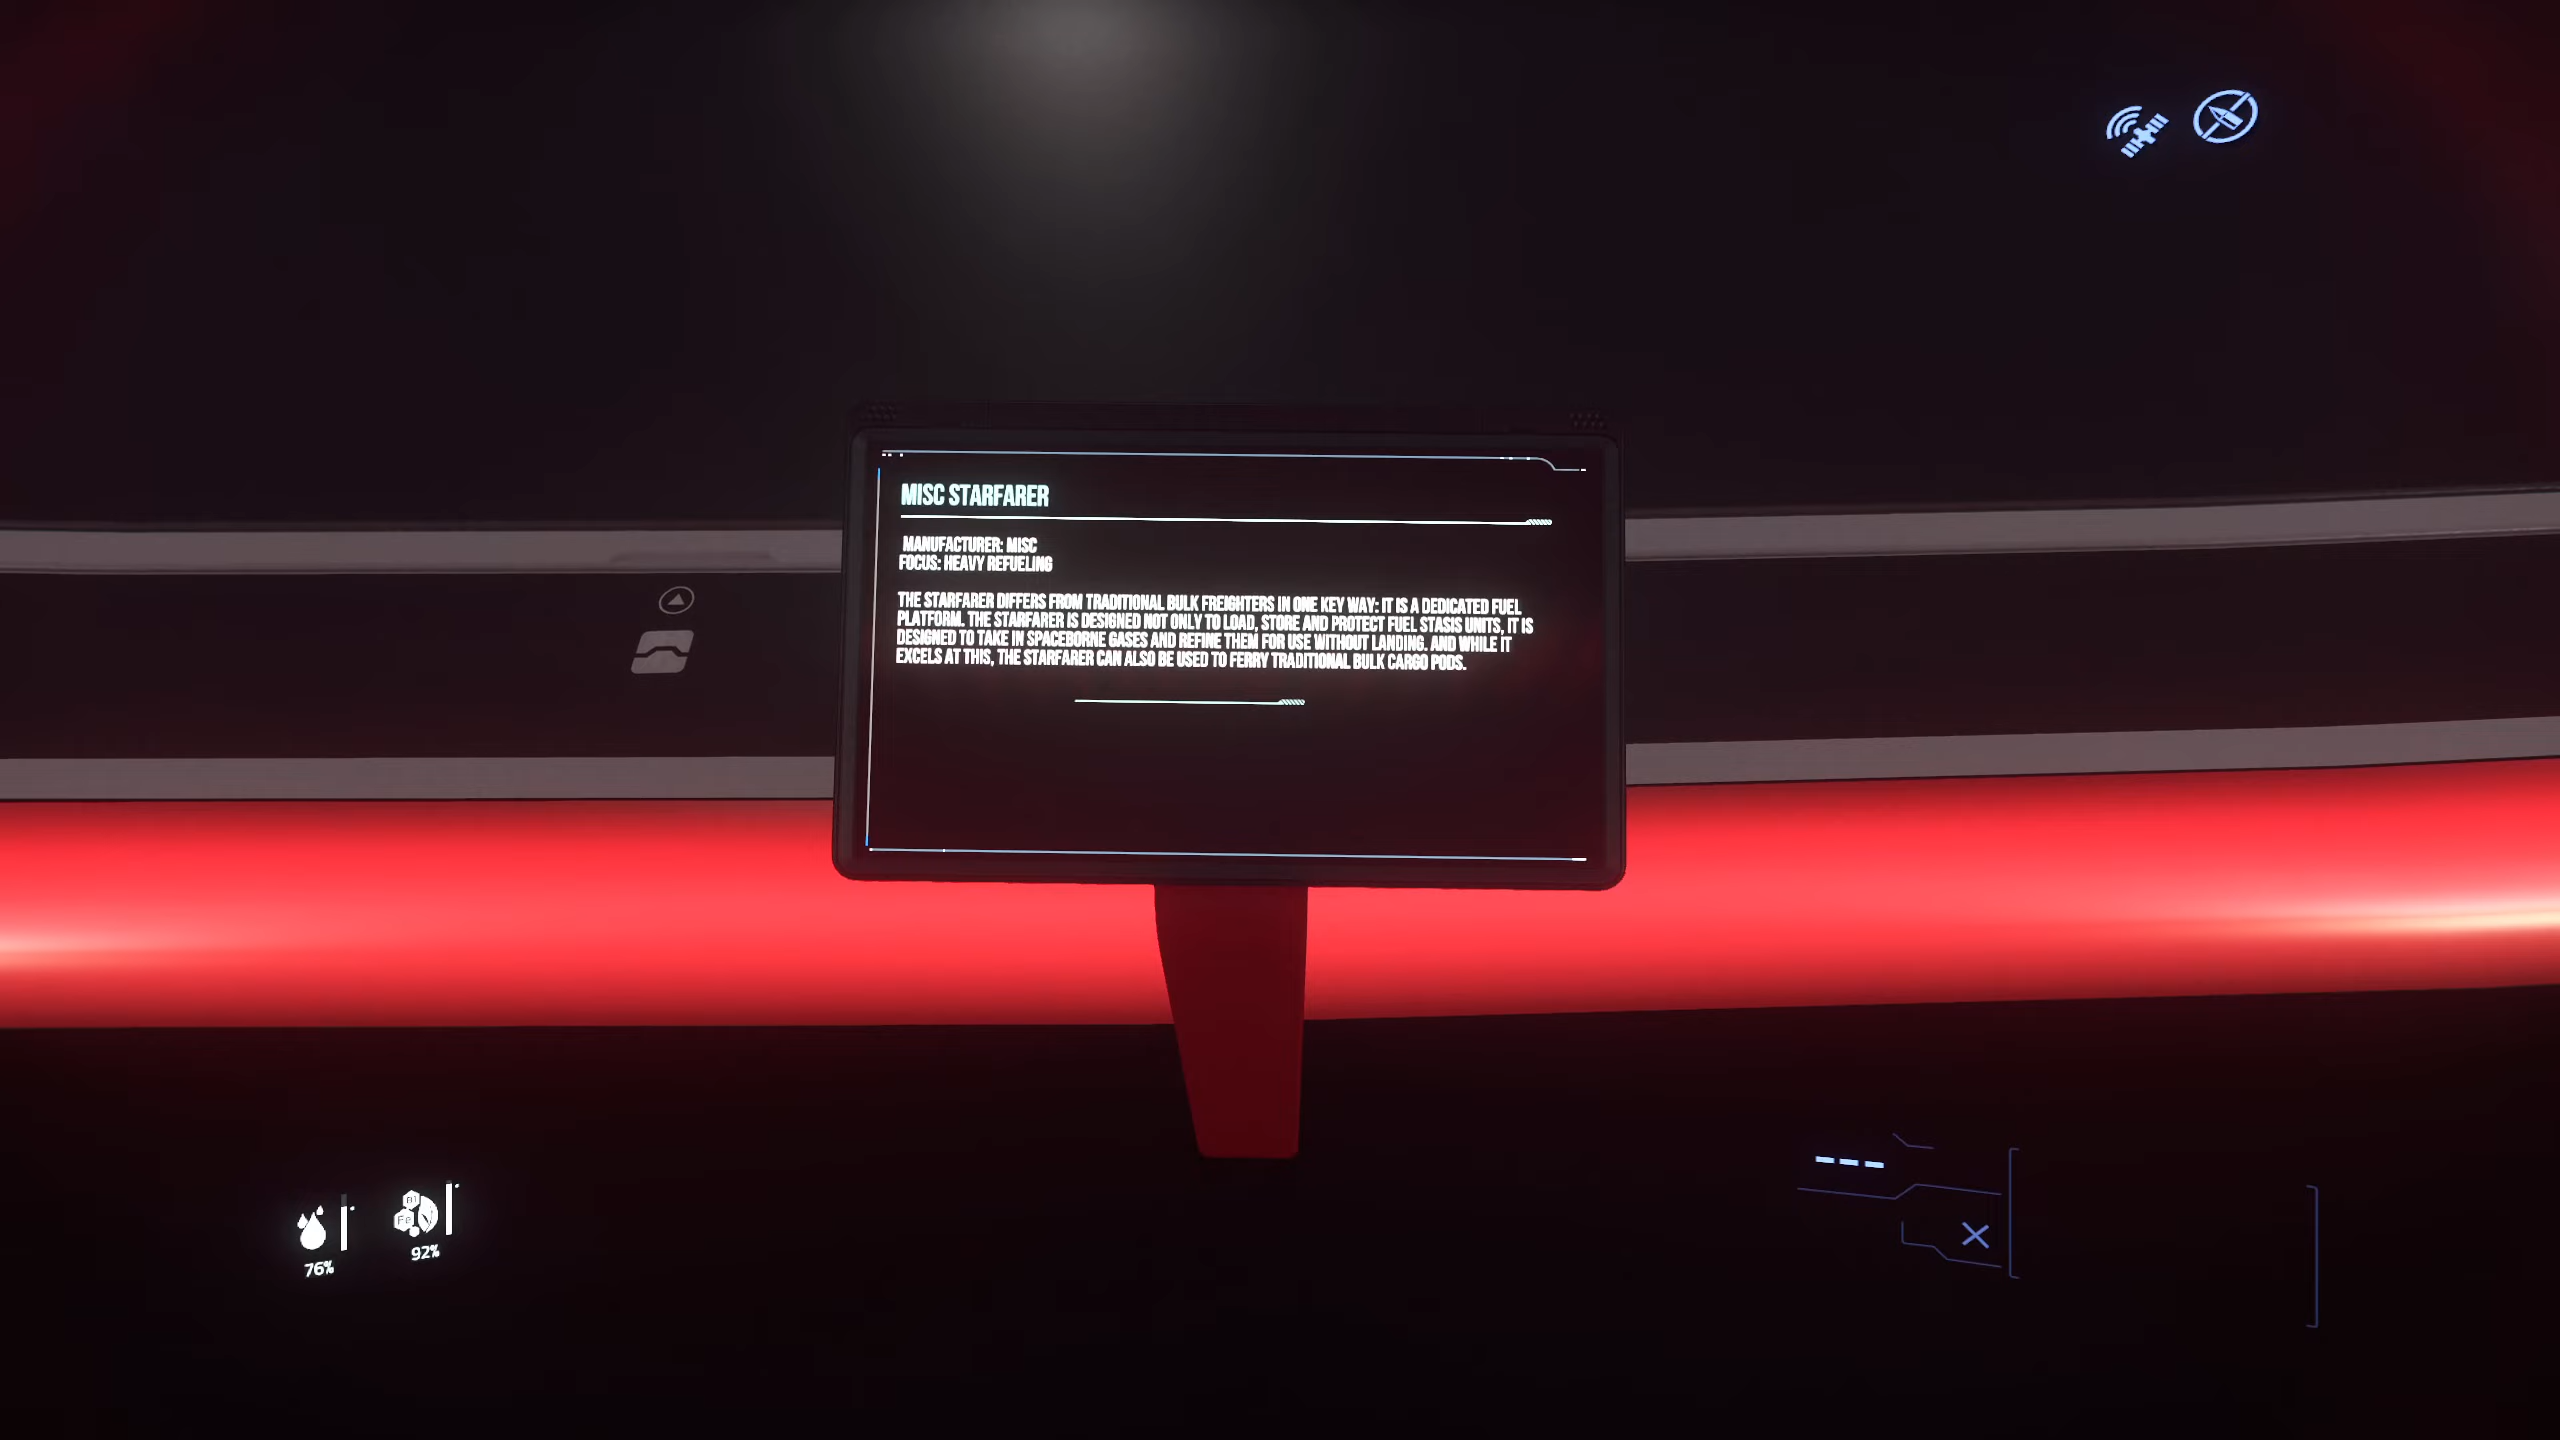 MISC STARFARER
MANUFACTURER: MISC
FOCUS: HEAVY REFUELING
THE STARFARER DIFFERS FROM TRADITIONAL BULK FREIGHTERS IN ONE KEY WAY: IT IS A DEDICATED FUEL
PLATFORM. THE STARFARER IS DESIGNED NOT ONLY TO LOAD, STORE AND PROTECT FUEL STASIS UNITS, IT IS
DESIGNED TO TAKE IN SPACEBORNE GASES AND REFINE THEM FOR USE WITHOUT LANDING. AND WHILE IT
EXCELS AT THIS, THE STARFARER CAN ALSO BE USED TO FERRY TRADITIONAL BULK CARGO PODS.
76%
92%